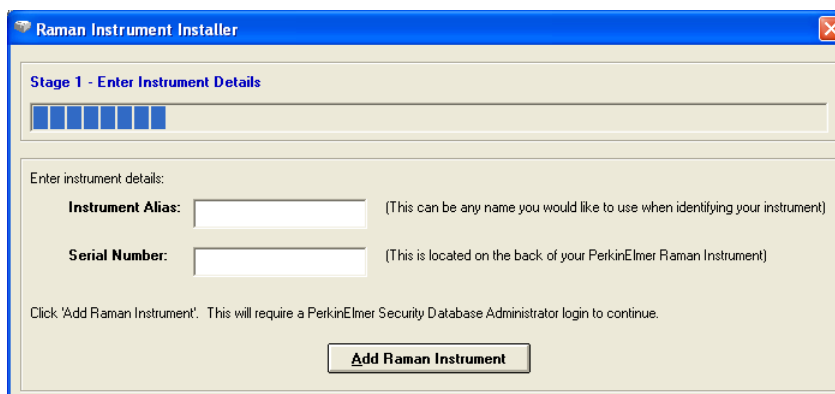 Raman Instrument Installer
Stage 1 - Enter Instrument Details
Enter instrument details:
Instrument Alias: (This can be any name you would like to use when identifying your instrument)
Serial Number: (This is located on the back of your PerkinElmer Raman Instrument)
Click 'Add Raman Instrument'. This will require a PerkinElmer Security Database Administrator login to continue.
Add Raman Instrument